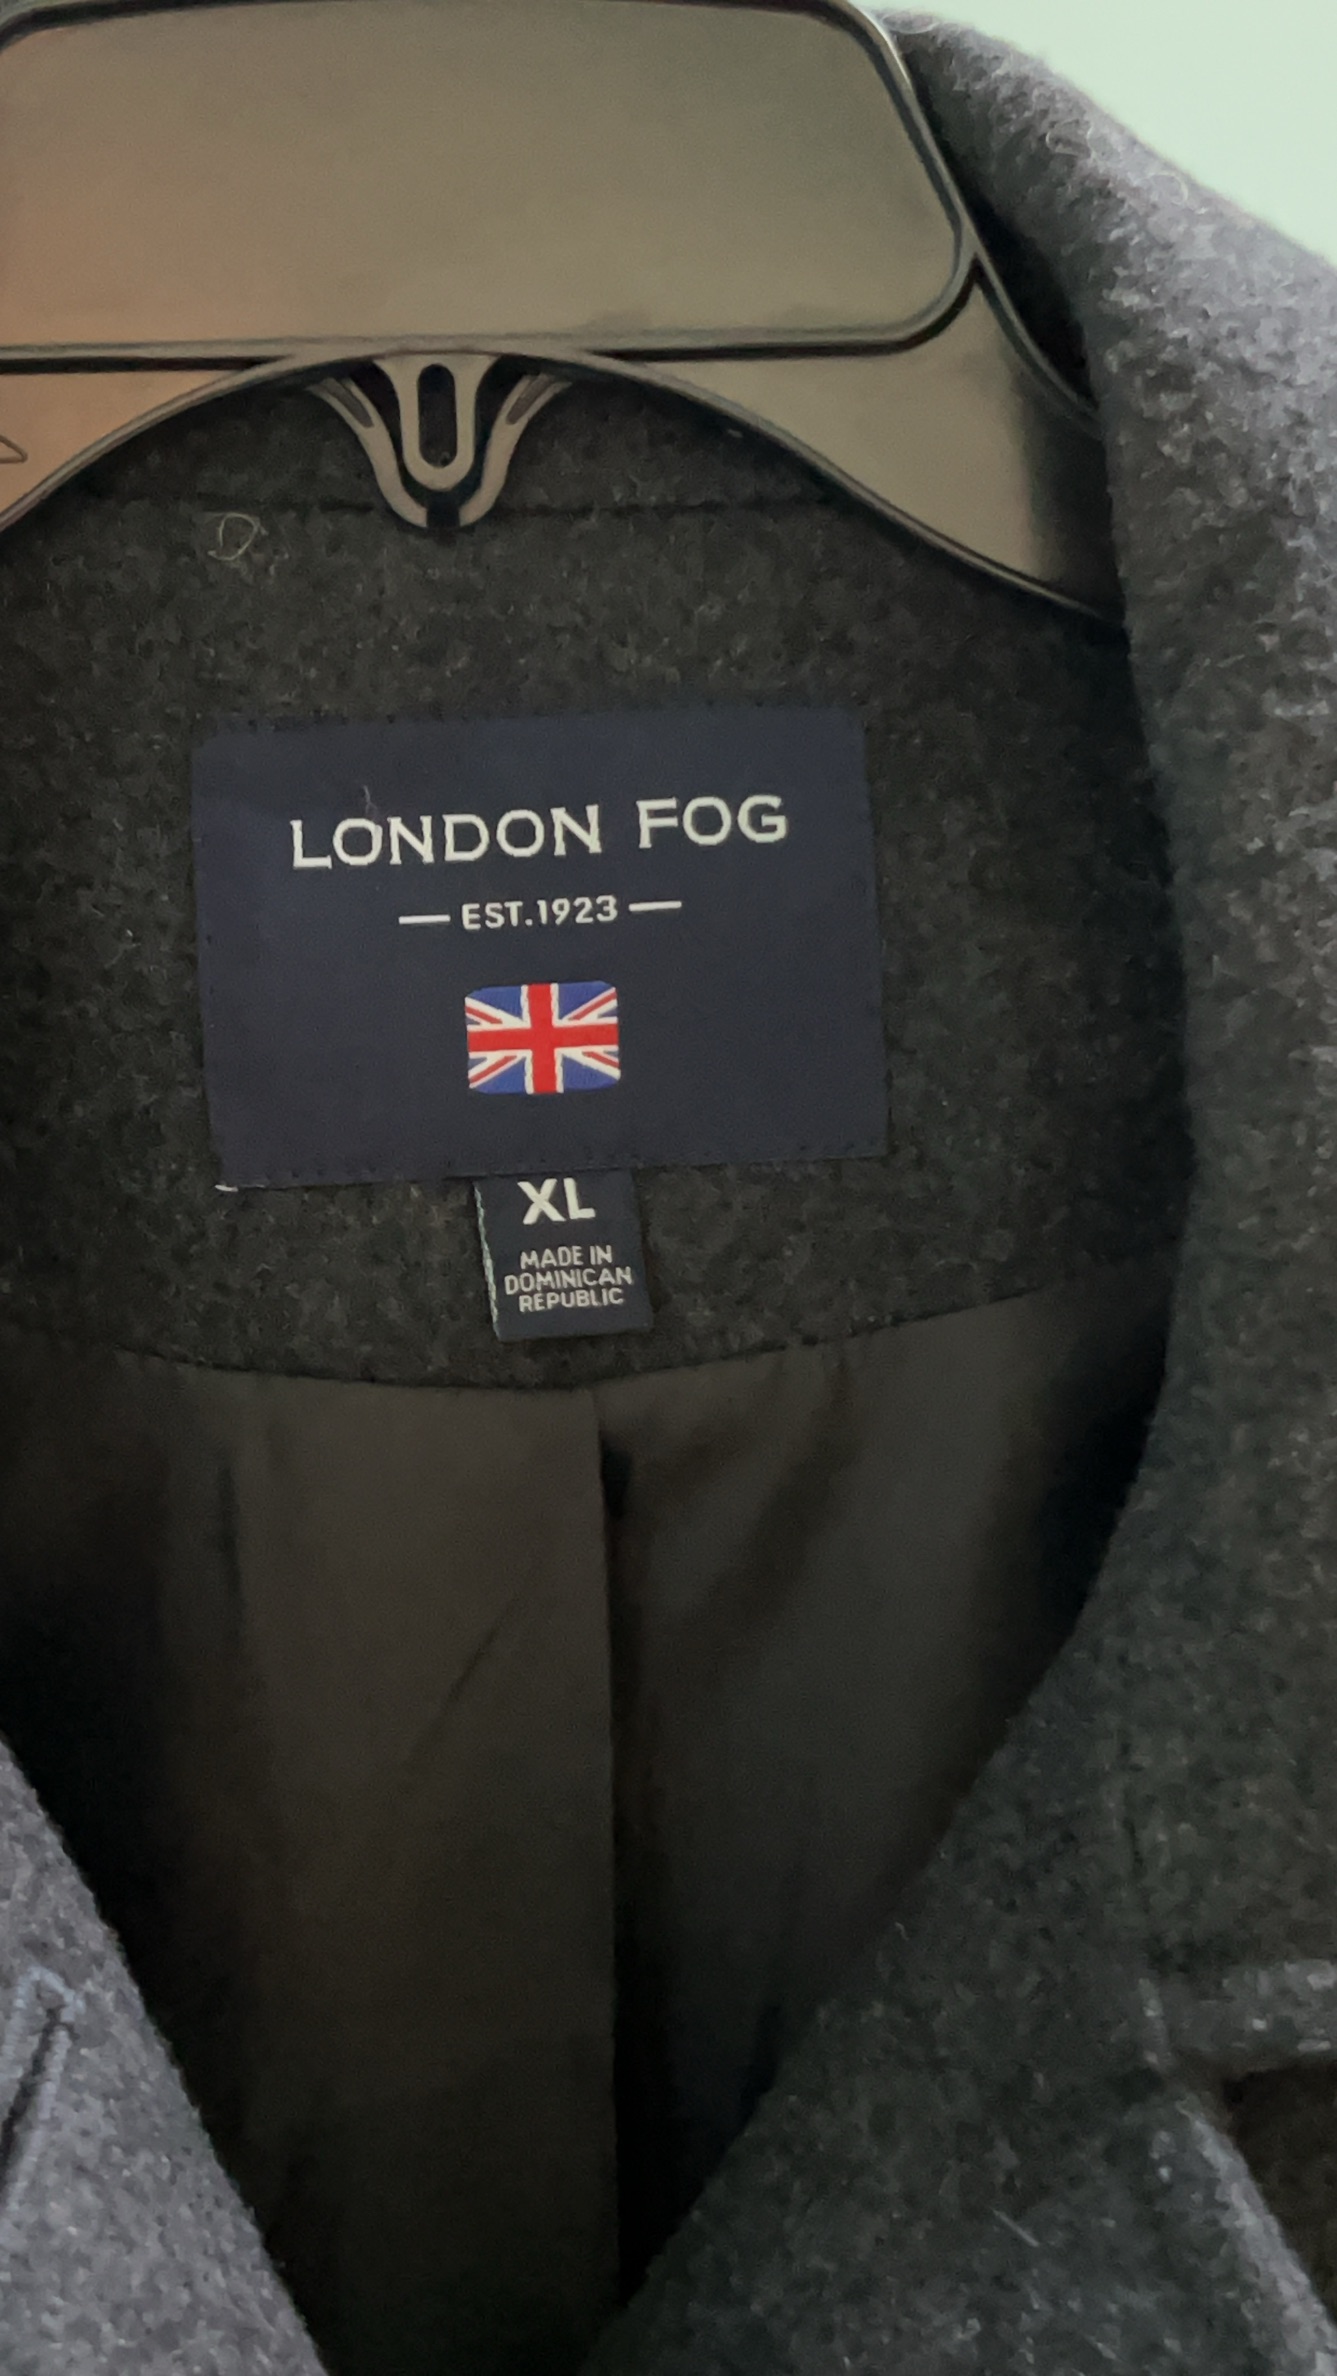 LONDON FOG
EST.1923
XL
MADE IN
DOMINICAN
REPUBLIC